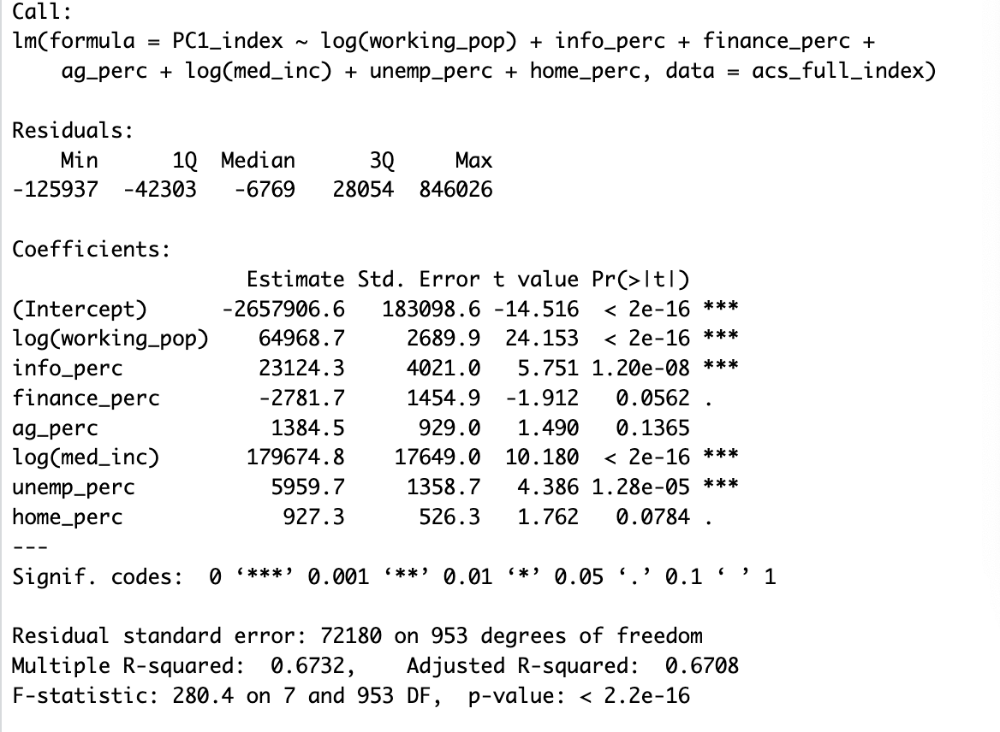 Call:
lm(formula = PC1_index ~ log(working_pop) + info_perc + finance_perc +
    ag_perc + log(med_inc) + unemp_perc + home_perc, data = acs_full_index)

Residuals:
    Min      1Q  Median      3Q     Max
-125937  -42303   -6769   28054  846026

Coefficients:
                   Estimate Std. Error t value Pr(>|t|)
(Intercept)      -2657906.6   183098.6 -14.516  < 2e-16 ***
log(working_pop)    64968.7     2689.9  24.153  < 2e-16 ***
info_perc           23124.3     4021.0   5.751 1.20e-08 ***
finance_perc        -2781.7     1454.9  -1.912   0.0562 .
ag_perc              1384.5      929.0   1.490   0.1365
log(med_inc)       179674.8    17649.0  10.180  < 2e-16 ***
unemp_perc           5959.7     1358.7   4.386 1.28e-05 ***
home_perc             927.3      526.3   1.762   0.0784 .
---
Signif. codes:  0 ‘***’ 0.001 ‘**’ 0.01 ‘*’ 0.05 ‘.’ 0.1 ‘ ’ 1

Residual standard error: 72180 on 953 degrees of freedom
Multiple R-squared:  0.6732,    Adjusted R-squared:  0.6708
F-statistic: 280.4 on 7 and 953 DF,  p-value: < 2.2e-16